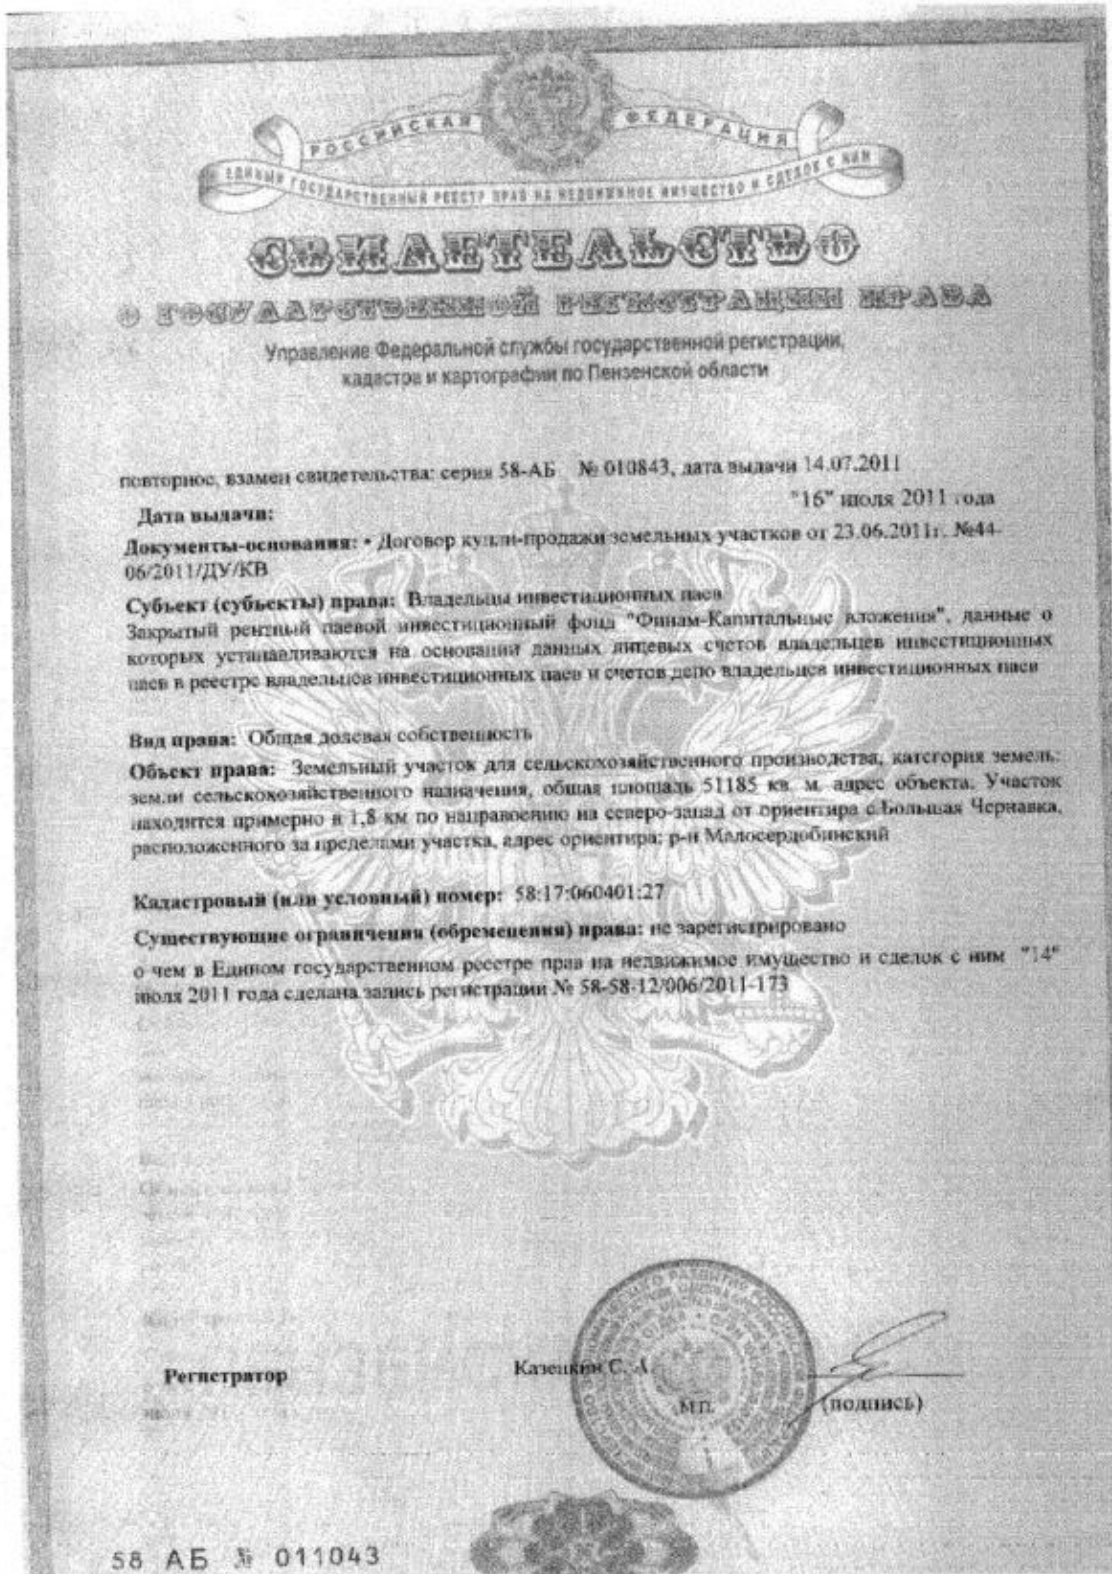 РОССИЙСКАЯ ФЕДЕРАЦИЯ
ЕДИНЫЙ ГОСУДАРСТВЕННЫЙ РЕЕСТР ПРАВ НА НЕДВИЖИМОЕ ИМУЩЕСТВО И СДЕЛОК С НИМ
СВИДЕТЕЛЬСТВО
О ГОСУДАРСТВЕННОЙ РЕГИСТРАЦИИ ПРАВА
Управление Федеральной службы государственной регистрации,
кадастра и картографии по Пензенской области
повторное, взамен свидетельства: серия 58-АБ № 010843, дата выдачи 14.07.2011
"16" июля 2011 года
Дата выдачи:
Документы-основания: • Договор купли-продажи земельных участков от 23.06.2011г. №44-
06/2011/ДУ/КВ
Субъект (субъекты) права: Владельцы инвестиционных паев
Закрытый рентный паевой инвестиционный фонд "Финам-Капитальные вложения", данные о
которых устанавливаются на основании данных лицевых счетов владельцев инвестиционных
паев в реестре владельцев инвестиционных паев и счетов депо владельцев инвестиционных паев
Вид права: Общая долевая собственность
Объект права: Земельный участок для сельскохозяйственного производства, категория земель:
земли сельскохозяйственного назначения, общая площадь 51185 кв. м, адрес объекта: Участок
находится примерно в 1,8 км по направлению на северо-запад от ориентира с.Большая Чернавка,
расположенного за пределами участка, адрес ориентира: р-н Малосердобинский
Кадастровый (или условный) номер: 58:17:060401:27
Существующие ограничения (обременения) права: не зарегистрировано
о чем в Едином государственном реестре прав на недвижимое имущество и сделок с ним "14"
июля 2011 года сделана запись регистрации № 58-58-12/006/2011-173
Регистратор
Казенкин С. А.
М.П.
(подпись)
58 АБ № 011043